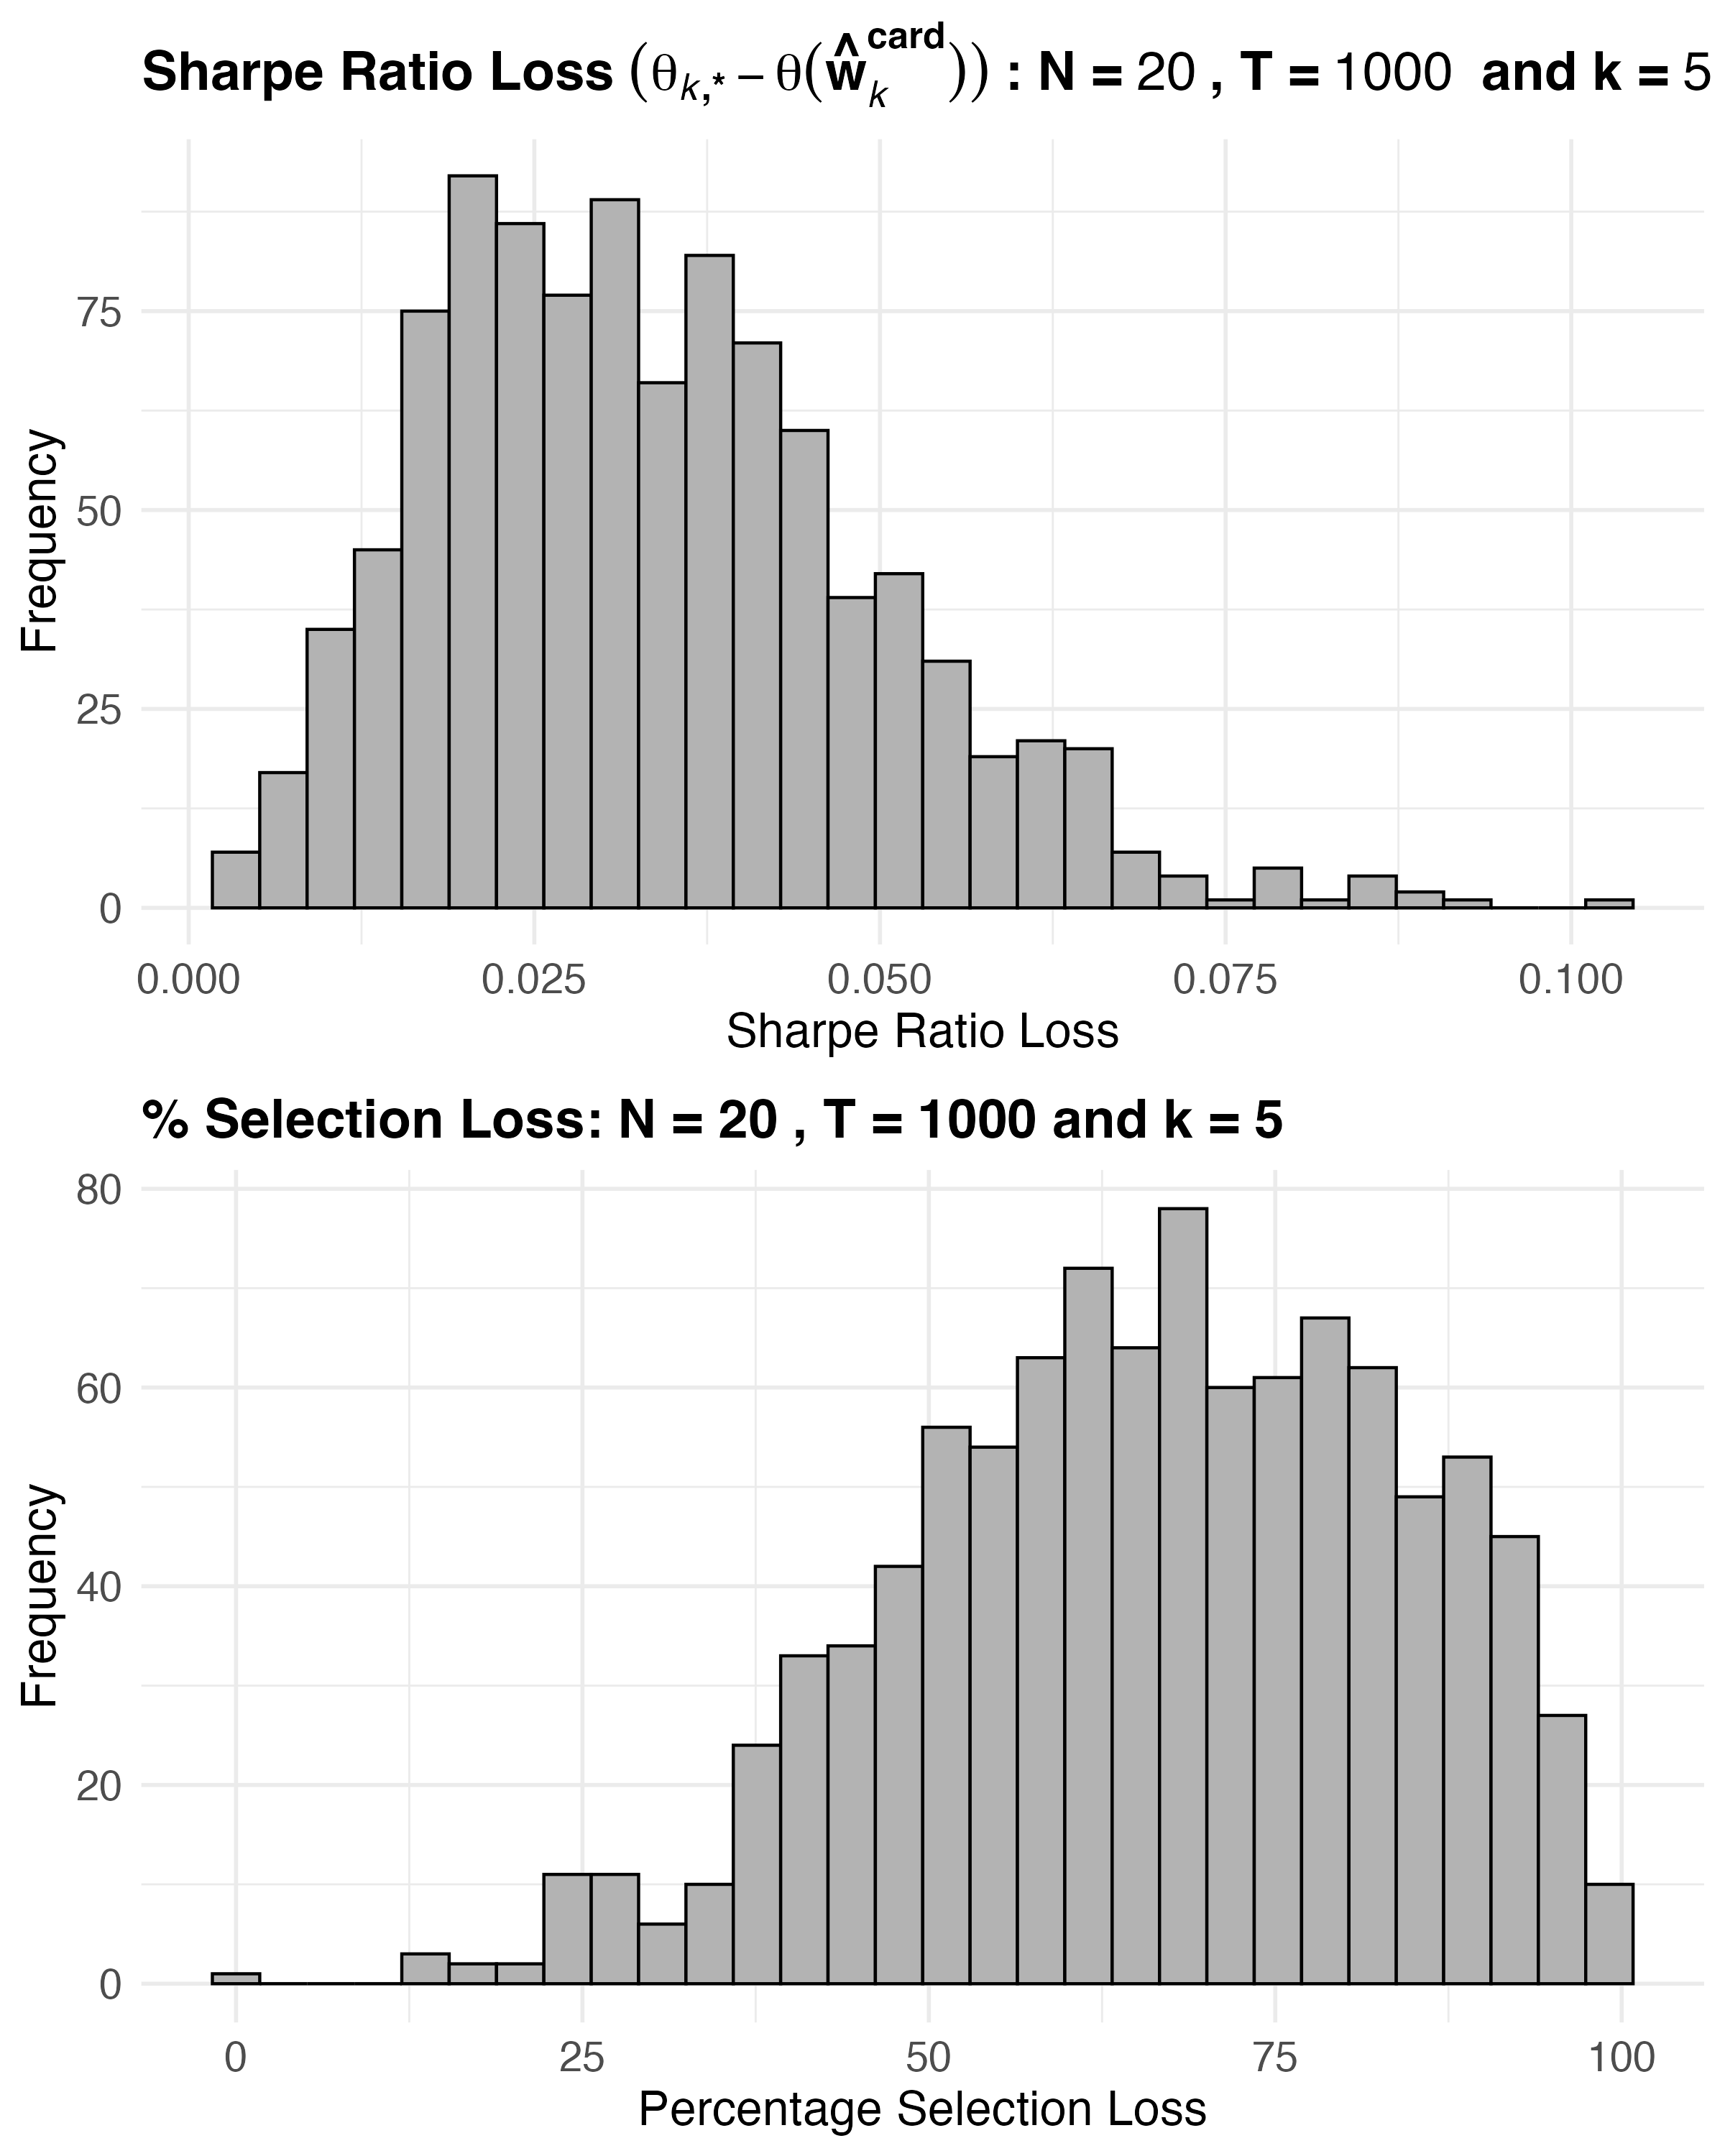 Sharpe Ratio Loss (θk,* − θ(ŵk^card)) : N = 20 , T = 1000 and k = 5
75
50
25
0
Frequency
0.000 0.025 0.050 0.075 0.100
Sharpe Ratio Loss
% Selection Loss: N = 20 , T = 1000 and k = 5
80
60
40
20
0
Frequency
0 25 50 75 100
Percentage Selection Loss